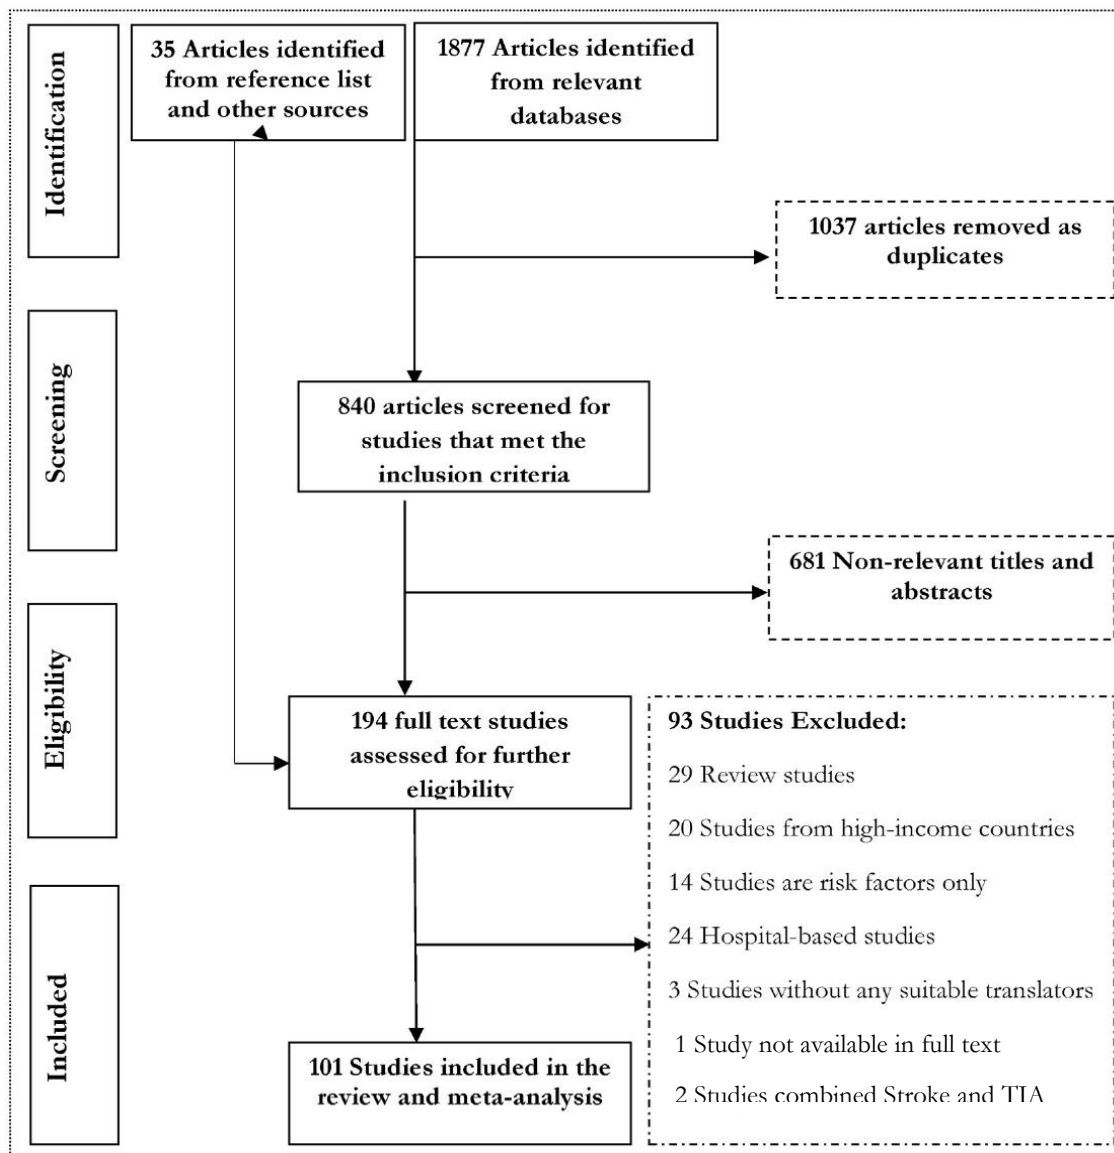 Identification
35 Articles identified
from reference list
and other sources
1877 Articles identified
from relevant
databases
1037 articles removed as
duplicates
Screening
840 articles screened for
studies that met the
inclusion criteria
681 Non-relevant titles and
abstracts
Eligibility
194 full text studies
assessed for further
eligibility
93 Studies Excluded:
29 Review studies
20 Studies from high-income countries
14 Studies are risk factors only
24 Hospital-based studies
3 Studies without any suitable translators
1 Study not available in full text
2 Studies combined Stroke and TIA
Included
101 Studies included in the
review and meta-analysis